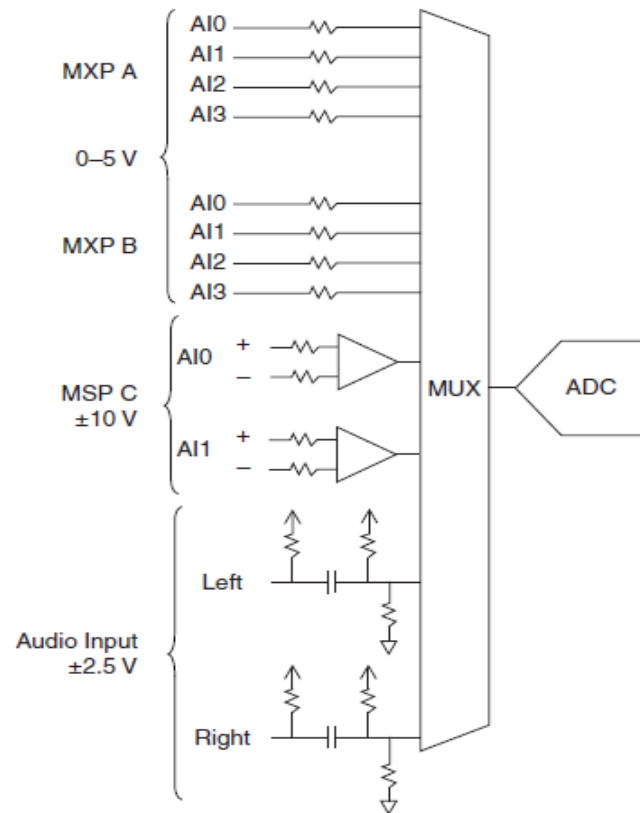 MXP A
0–5 V
MXP B
AI0
AI1
AI2
AI3
AI0
AI1
AI2
AI3
MSP C
±10 V
AI0
+
–
AI1
+
–
Audio Input
±2.5 V
Left
Right
MUX
ADC